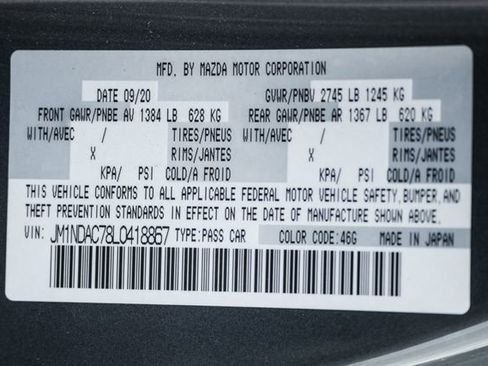 MFD. BY MAZDA MOTOR CORPORATION
DATE 09/20 GVWR/PNBV 2745 LB 1245 KG
FRONT GAWR/PNBE AV 1384 LB 628 KG REAR GAWR/PNBE AR 1367 LB 620 KG
WITH/AVEC / TIRES/PNEUS WITH/AVEC / TIRES/PNEUS
X RIMS/JANTES X RIMS/JANTES
KPA/ PSI COLD/A FROID KPA/ PSI COLD/A FROID
THIS VEHICLE CONFORMS TO ALL APPLICABLE FEDERAL MOTOR VEHICLE SAFETY, BUMPER, AND
THEFT PREVENTION STANDARDS IN EFFECT ON THE DATE OF MANUFACTURE SHOWN ABOVE.
VIN: JM1NDAC78L0418867 TYPE:PASS CAR COLOR CODE:46G MADE IN JAPAN